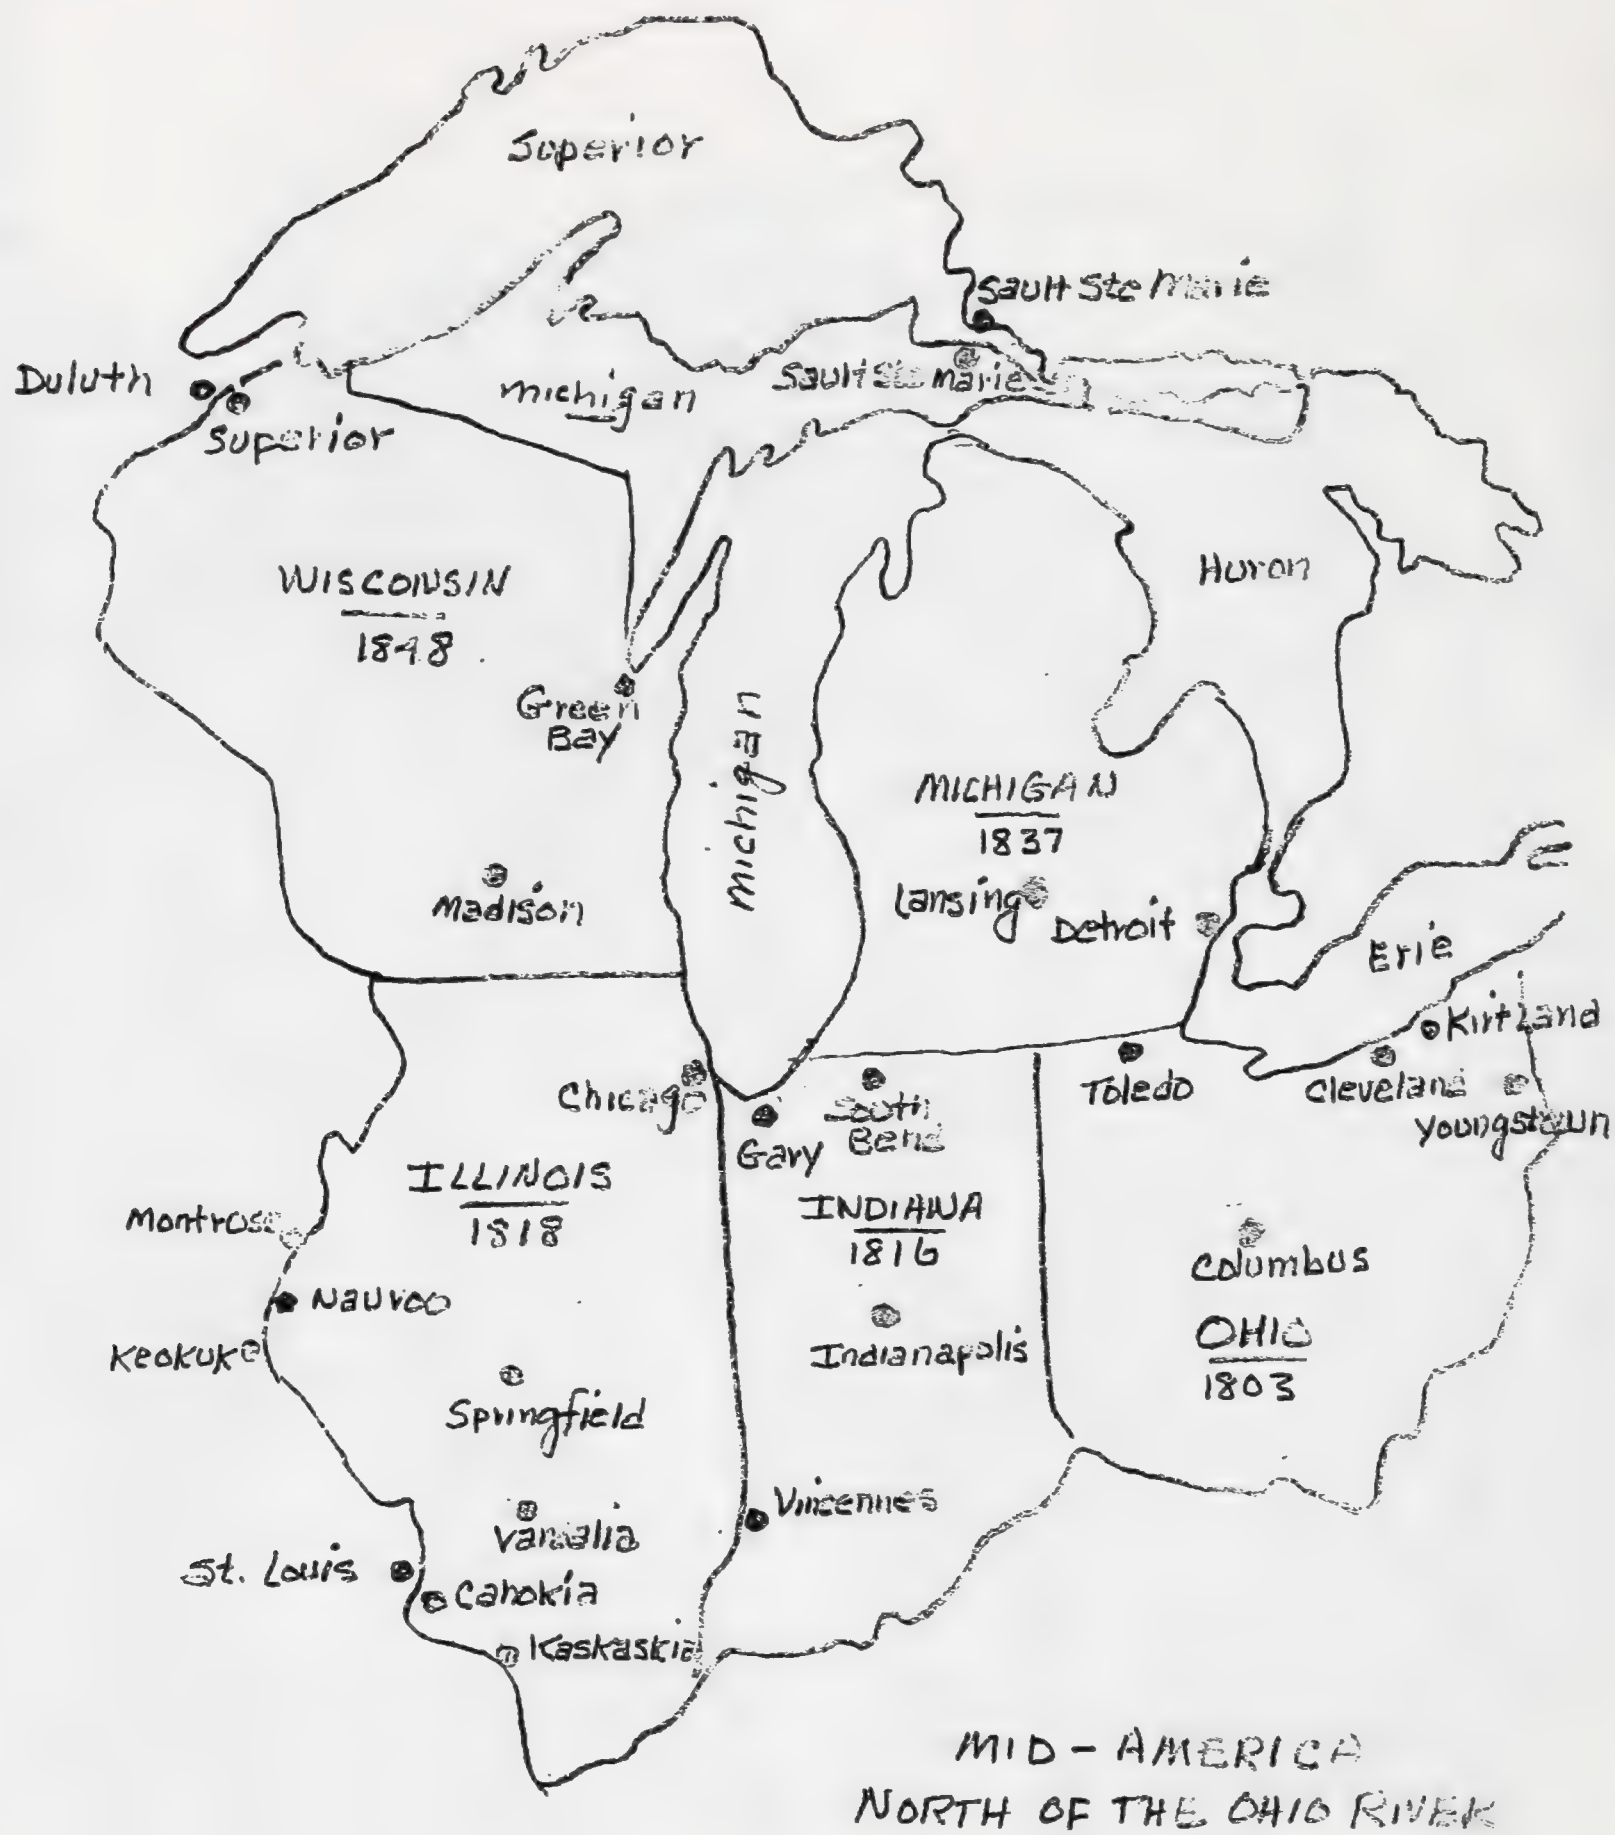 Superior
Sault Ste Marie
Sault Ste Marie
Duluth
Superior
michigan
WISCONSIN
1848
Huron
Green
Bay
michigan
MICHIGAN
1837
Lansing
Detroit
Madison
Erie
Kirtland
Chicago
Gary
South
Bend
Toledo
Cleveland
Youngstown
ILLINOIS
1818
INDIANA
1816
Montrose
Nauvoo
Keokuk
Columbus
OHIO
1803
Indianapolis
Springfield
Vincennes
Vandalia
St. Louis
Cahokia
Kaskaskia
MID-AMERICA
NORTH OF THE OHIO RIVER